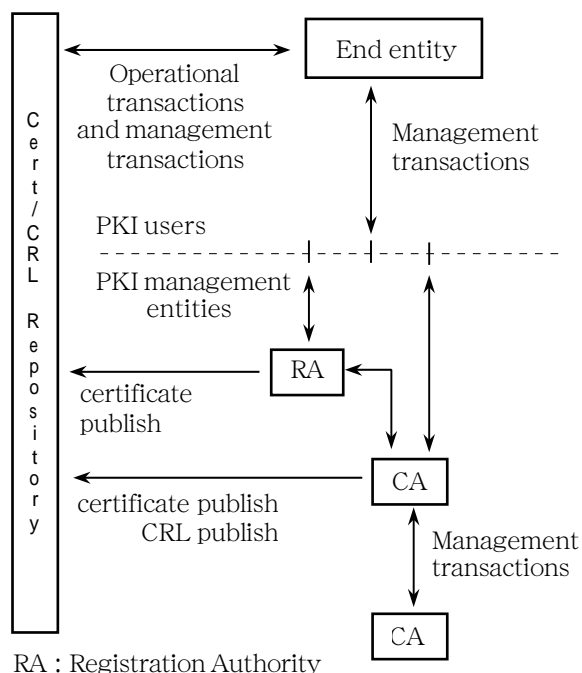 Cert/CRL Repository
End entity
Operational
transactions
and management
transactions
Management
transactions
PKI users
PKI management
entities
RA
certificate
publish
CA
certificate publish
CRL publish
Management
transactions
CA
RA : Registration Authority